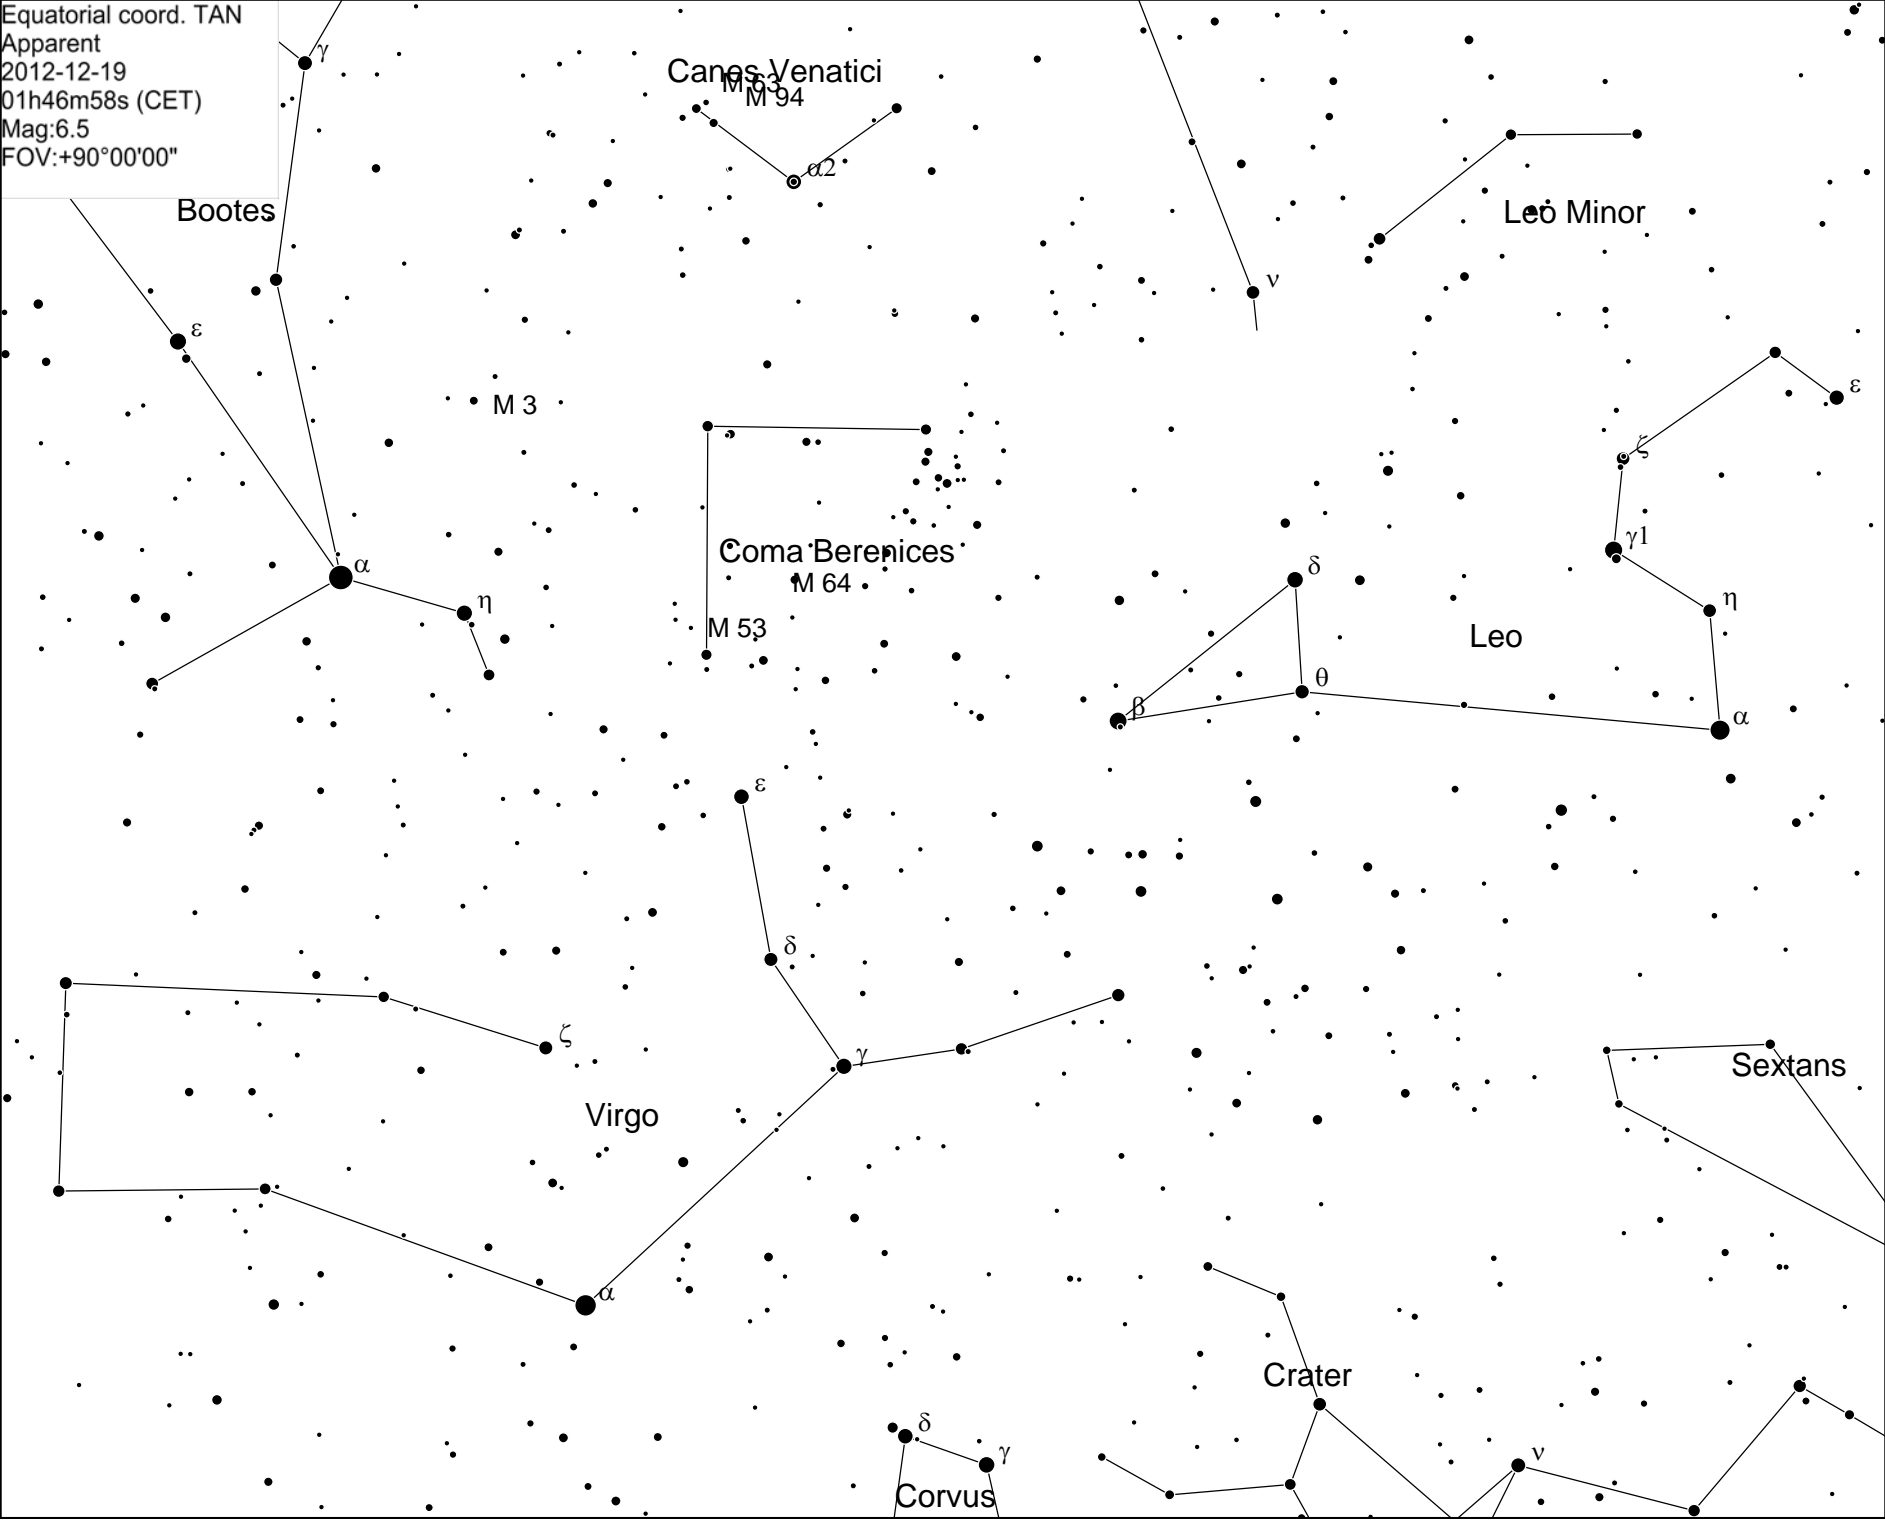 Equatorial coord. TAN
Apparent
2012-12-19
01h46m58s (CET)
Mag:6.5
FOV:+90°00'00"
γ
Canes Venatici
M 63
M 94
α2
Bootes
Leo Minor
ν
ε
ε
M 3
ζ
γ1
Coma Berenices
α
δ
M 64
η
η
M 53
Leo
θ
β
α
ε
δ
ζ
γ
Sextans
Virgo
α
Crater
δ
γ
ν
Corvus